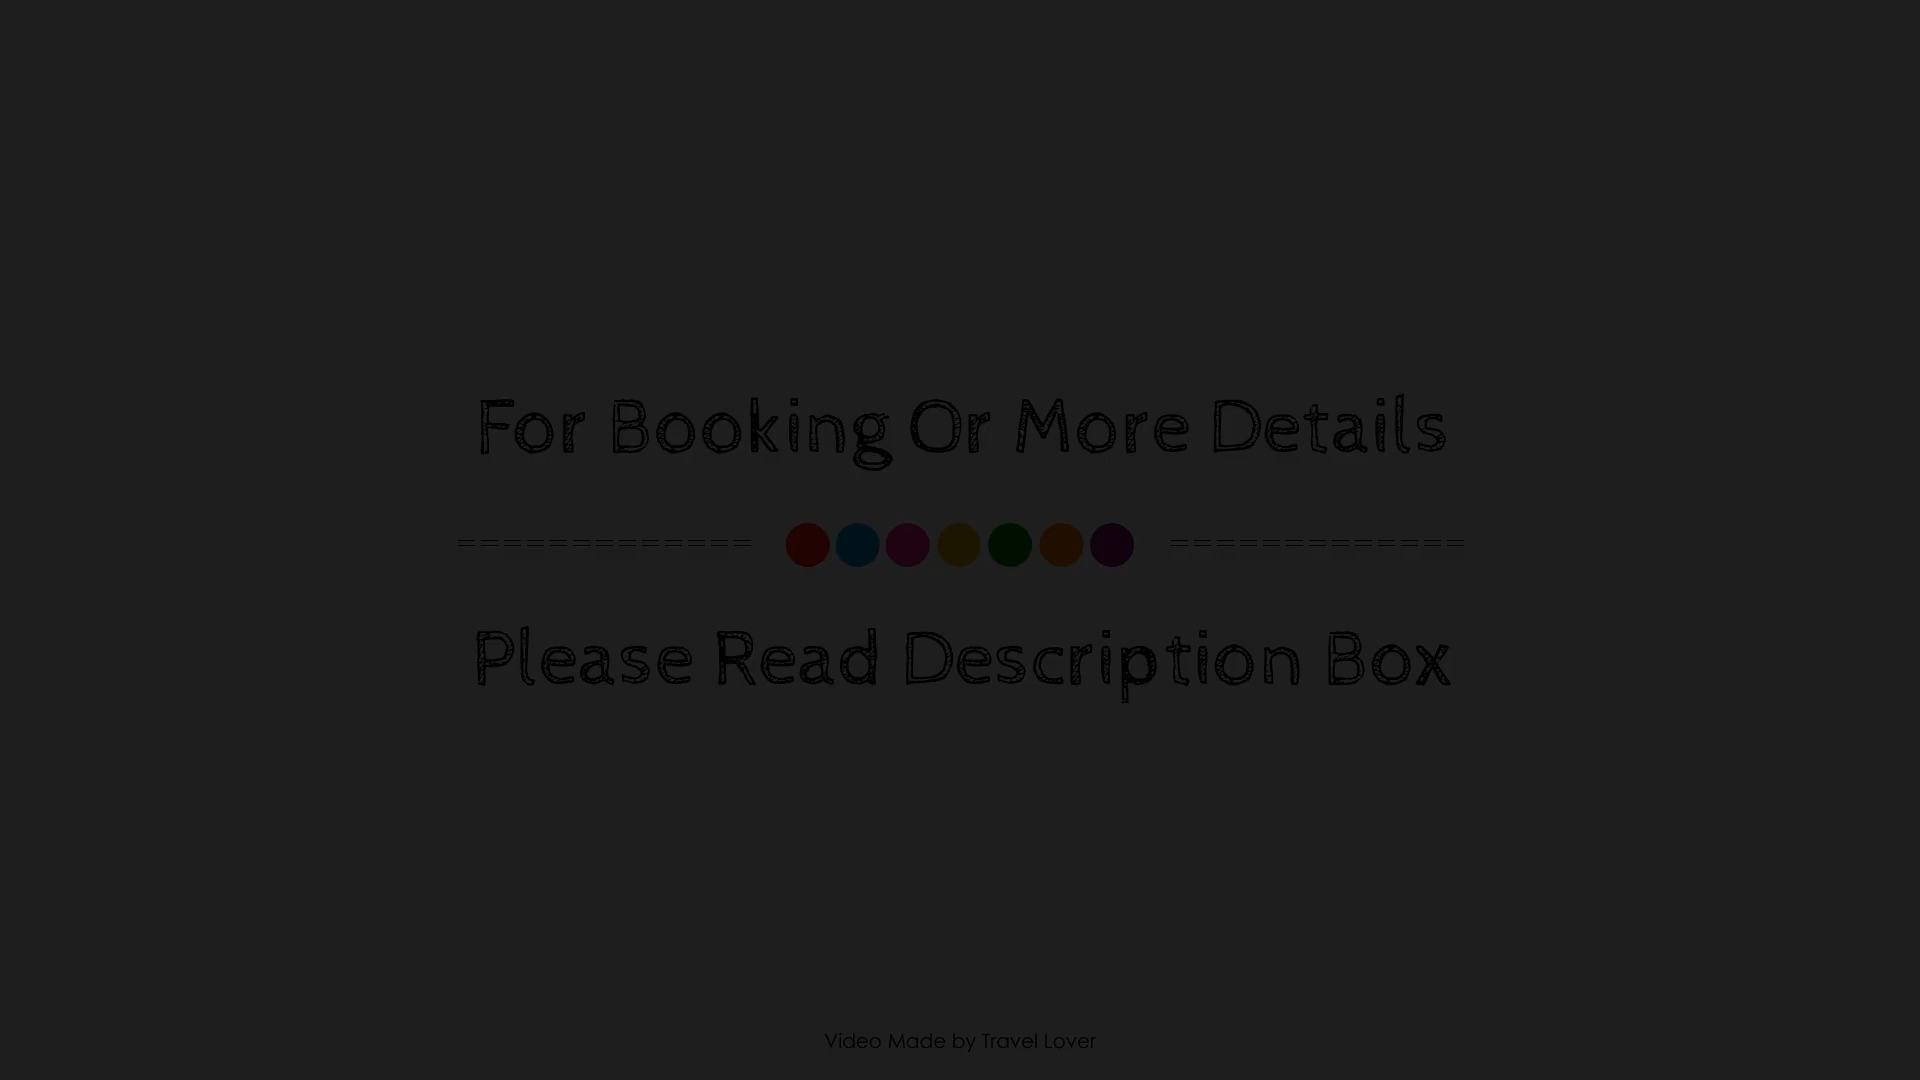 For Booking Or More Details
============= =============
Please Read Description Box
Video Made by Travel Lover